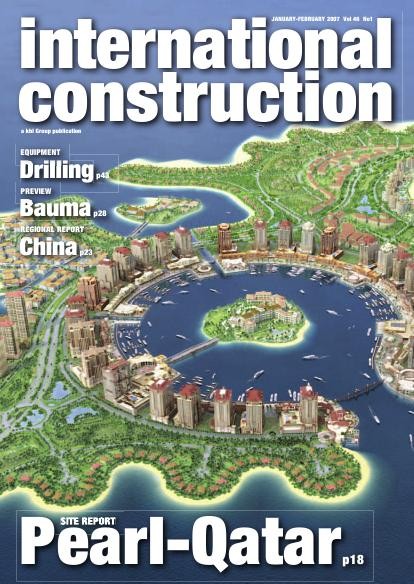 JANUARY-FEBRUARY 2007 Vol 46 No1
international
construction
a khl Group publication
EQUIPMENT
Drilling p43
PREVIEW
Bauma p28
REGIONAL REPORT
China p23
SITE REPORT
Pearl-Qatar p18